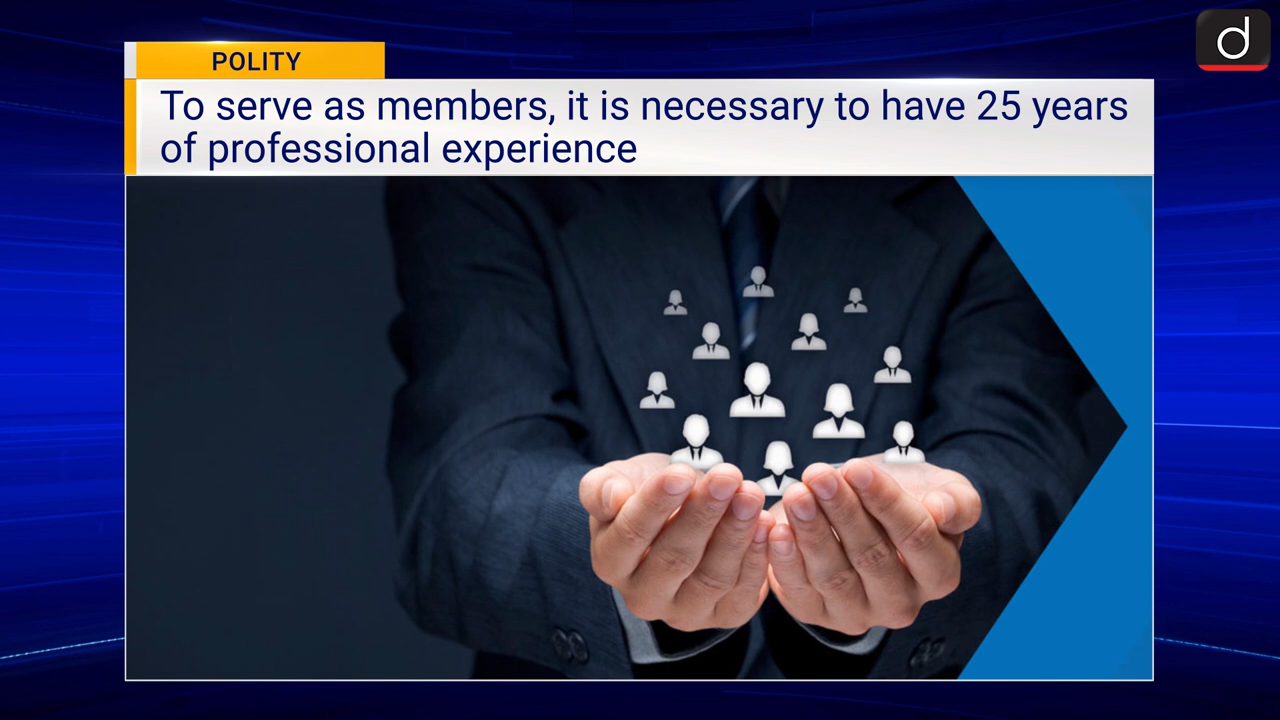 d
POLITY
To serve as members, it is necessary to have 25 years
of professional experience